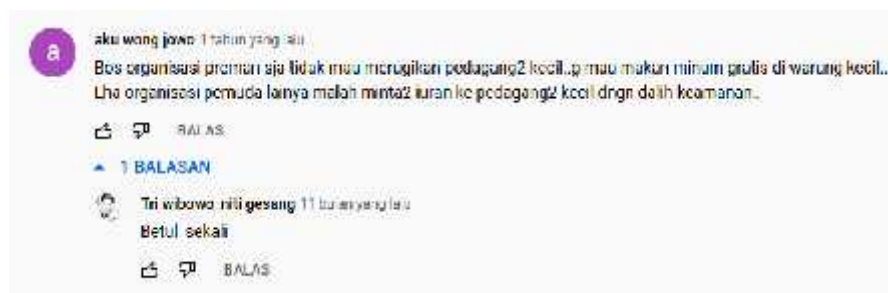 a
aku wong jowo 1 tahun yang lalu
Bos organisasi preman sja tidak mau merugikan pedagang2 kecil..g mau makan minum gratis di warung kecil..
Lha organisasi pemuda lainya malah minta2 iuran ke pedagang2 kecil dngn dalih keamanan..
BALAS
1 BALASAN
Tri wibowo niti gesang 11 bulan yang lalu
Betul sekali
BALAS